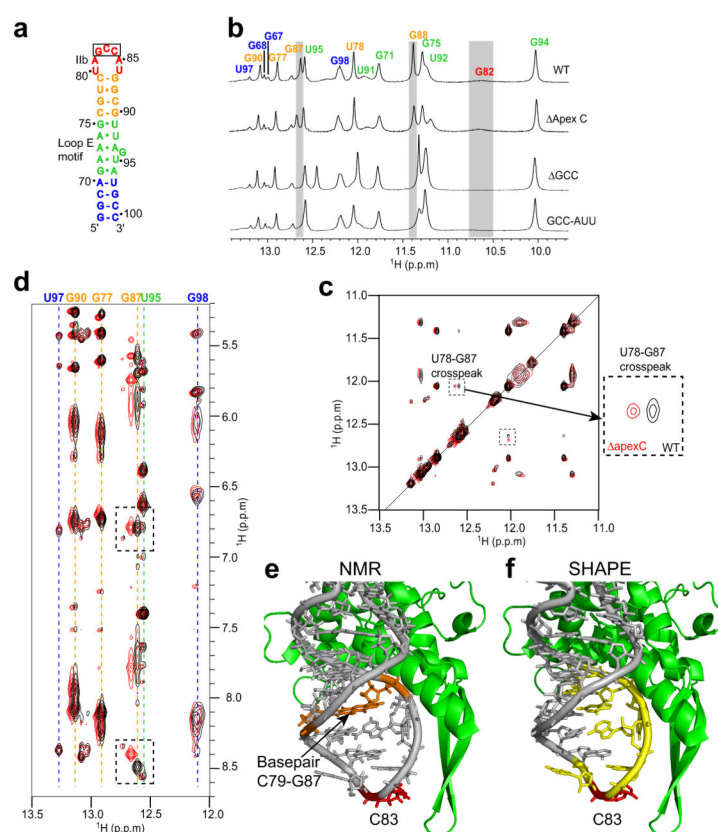 a
IIb
G C C
A A
U U
80
85
C - G
U - G
G - C
C - G
90
75
G U
A U
A A
A G
A U
95
G A
Loop E
motif
70
A - U
C - G
G - C
G - C
100
5' 3'
b
G67
G68
G90
U97
G77
G87
U95
G98
U78
U91
G71
G88
G75
U92
G82
G94
WT
ΔApex C
ΔGCC
GCC-AUU
13.0 12.5 12.0 11.5 11.0 10.5 10.0
¹H (p.p.m)
d
U97 G90 G77 G87 U95 G98
5.5
6.0
6.5
7.0
7.5
8.0
8.5
¹H (p.p.m)
13.5 13.0 12.5 12.0
¹H (p.p.m)
c
11.0
11.5
12.0
12.5
13.0
13.5
¹H (p.p.m)
U78-G87
crosspeak
13.5 13.0 12.5 12.0 11.5 11.0
¹H (p.p.m)
U78-G87
crosspeak
ΔapexC WT
e
NMR
Basepair
C79-G87
C83
f
SHAPE
C83